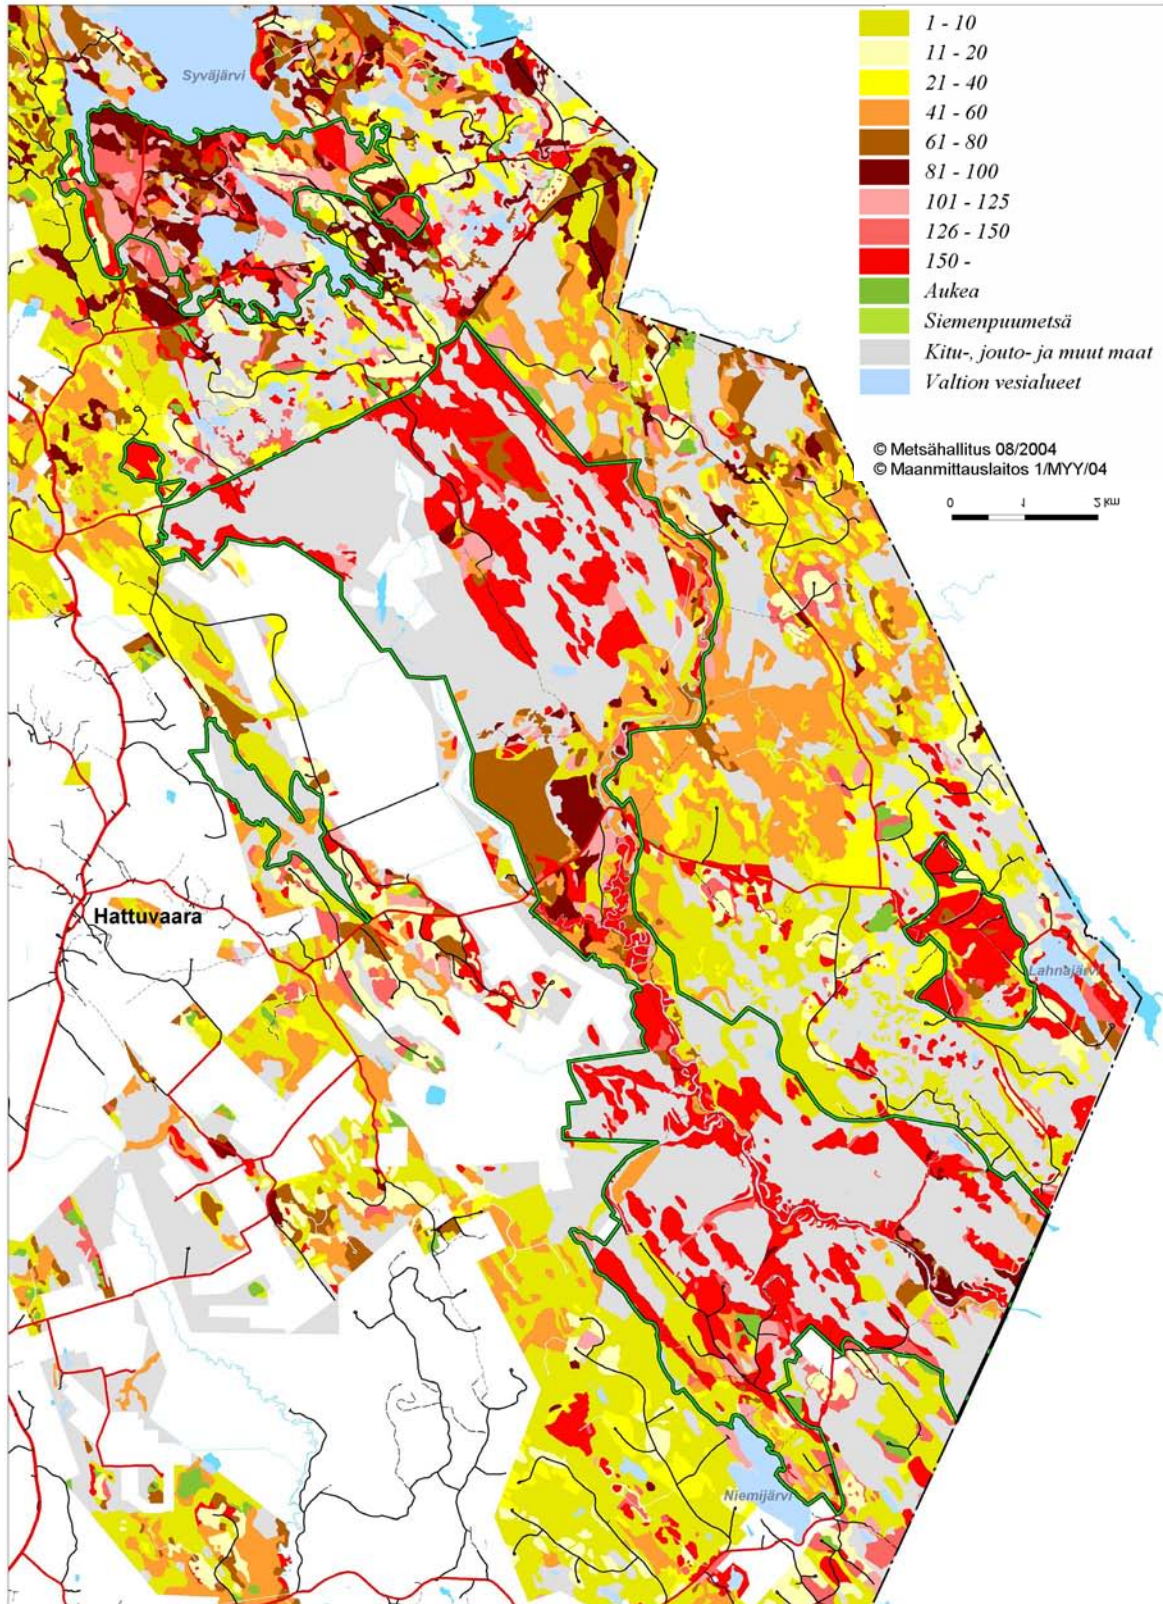 1 - 10
11 - 20
21 - 40
41 - 60
61 - 80
81 - 100
101 - 125
126 - 150
150 -
Aukea
Siemenpuumetsä
Kitu-, jouto- ja muut maat
Valtion vesialueet
© Metsähallitus 08/2004
© Maanmittauslaitos 1/MYY/04
0 1 2 km
Syväjärvi
Hattuvaara
Lahnajärvi
Niemijärvi